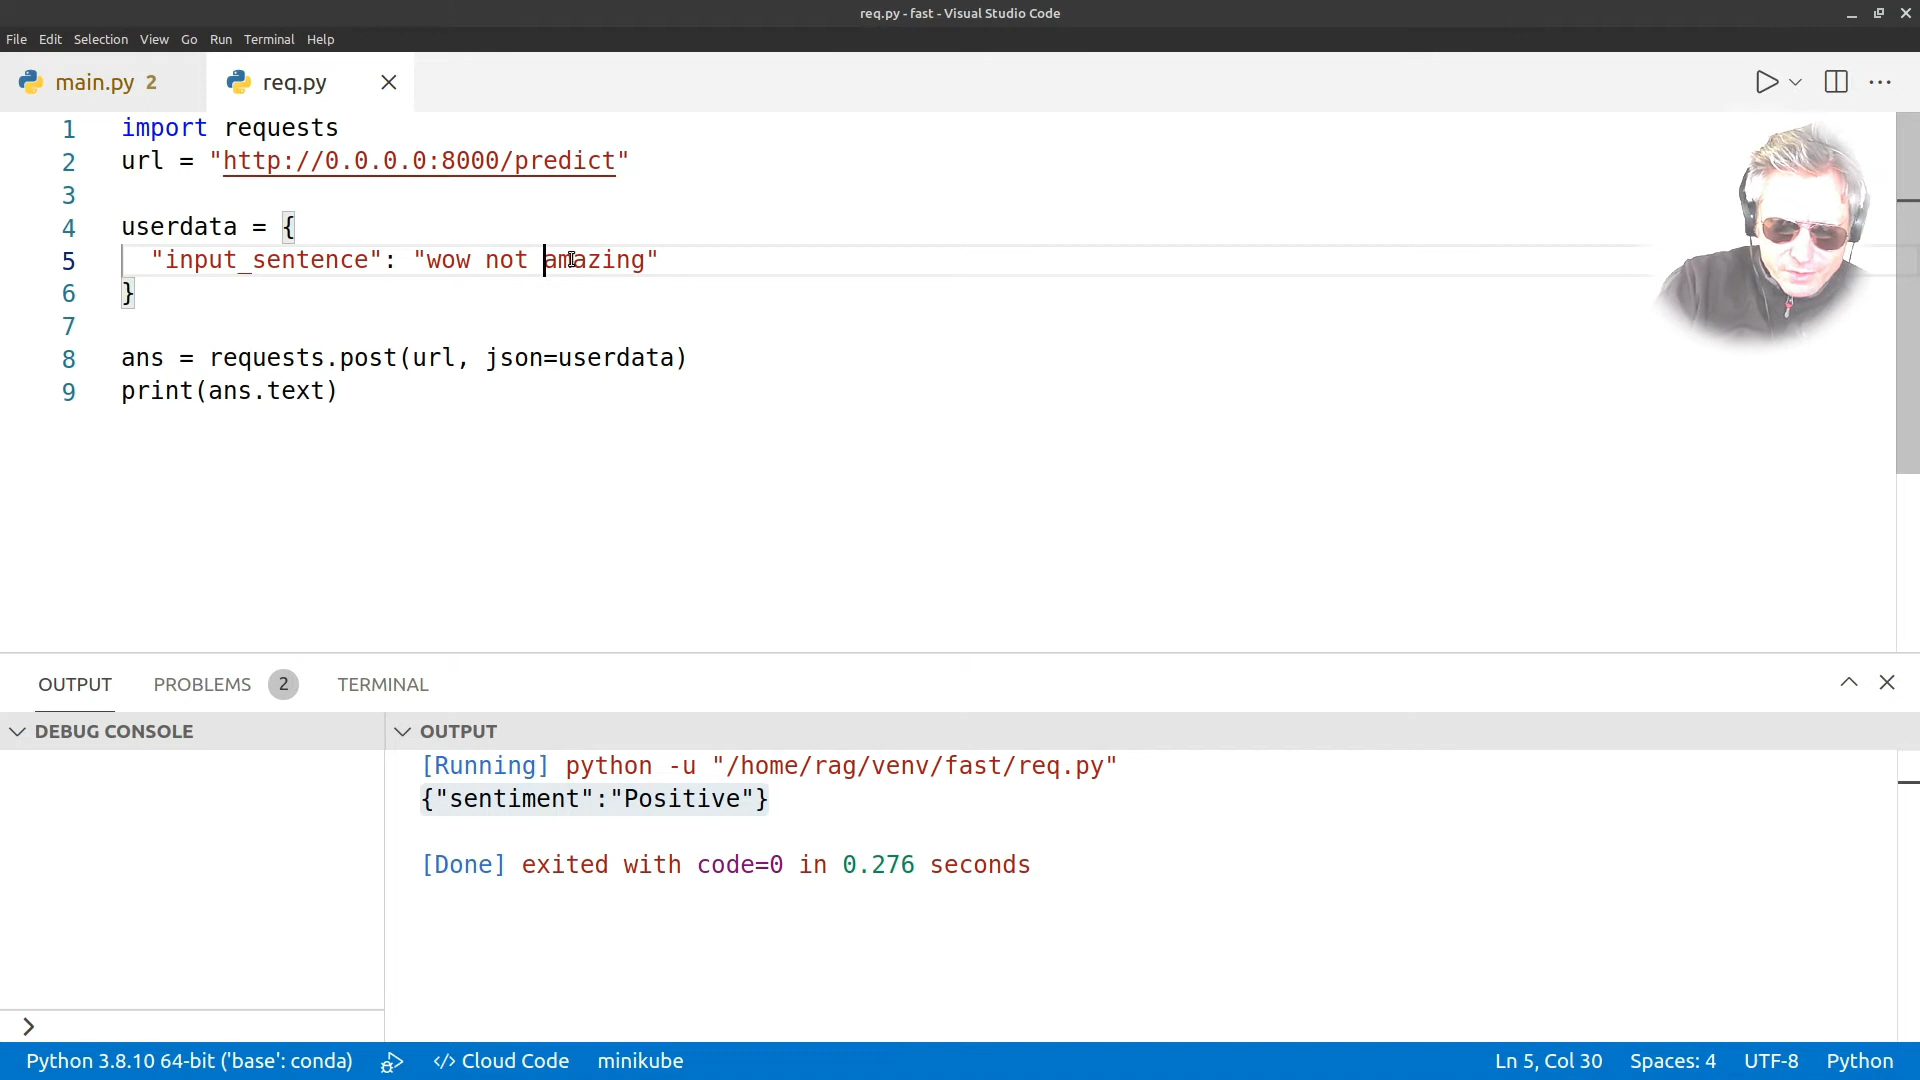 req.py - fast - Visual Studio Code
File Edit Selection View Go Run Terminal Help
main.py 2 req.py
1 import requests
2 url = "http://0.0.0.0:8000/predict"
3
4 userdata = {
5 "input_sentence": "wow not amazing"
6 }
7
8 ans = requests.post(url, json=userdata)
9 print(ans.text)
OUTPUT PROBLEMS 2 TERMINAL
DEBUG CONSOLE OUTPUT
[Running] python -u "/home/rag/venv/fast/req.py"
{"sentiment":"Positive"}
[Done] exited with code=0 in 0.276 seconds
Python 3.8.10 64-bit ('base': conda) Cloud Code minikube Ln 5, Col 30 Spaces: 4 UTF-8 Python